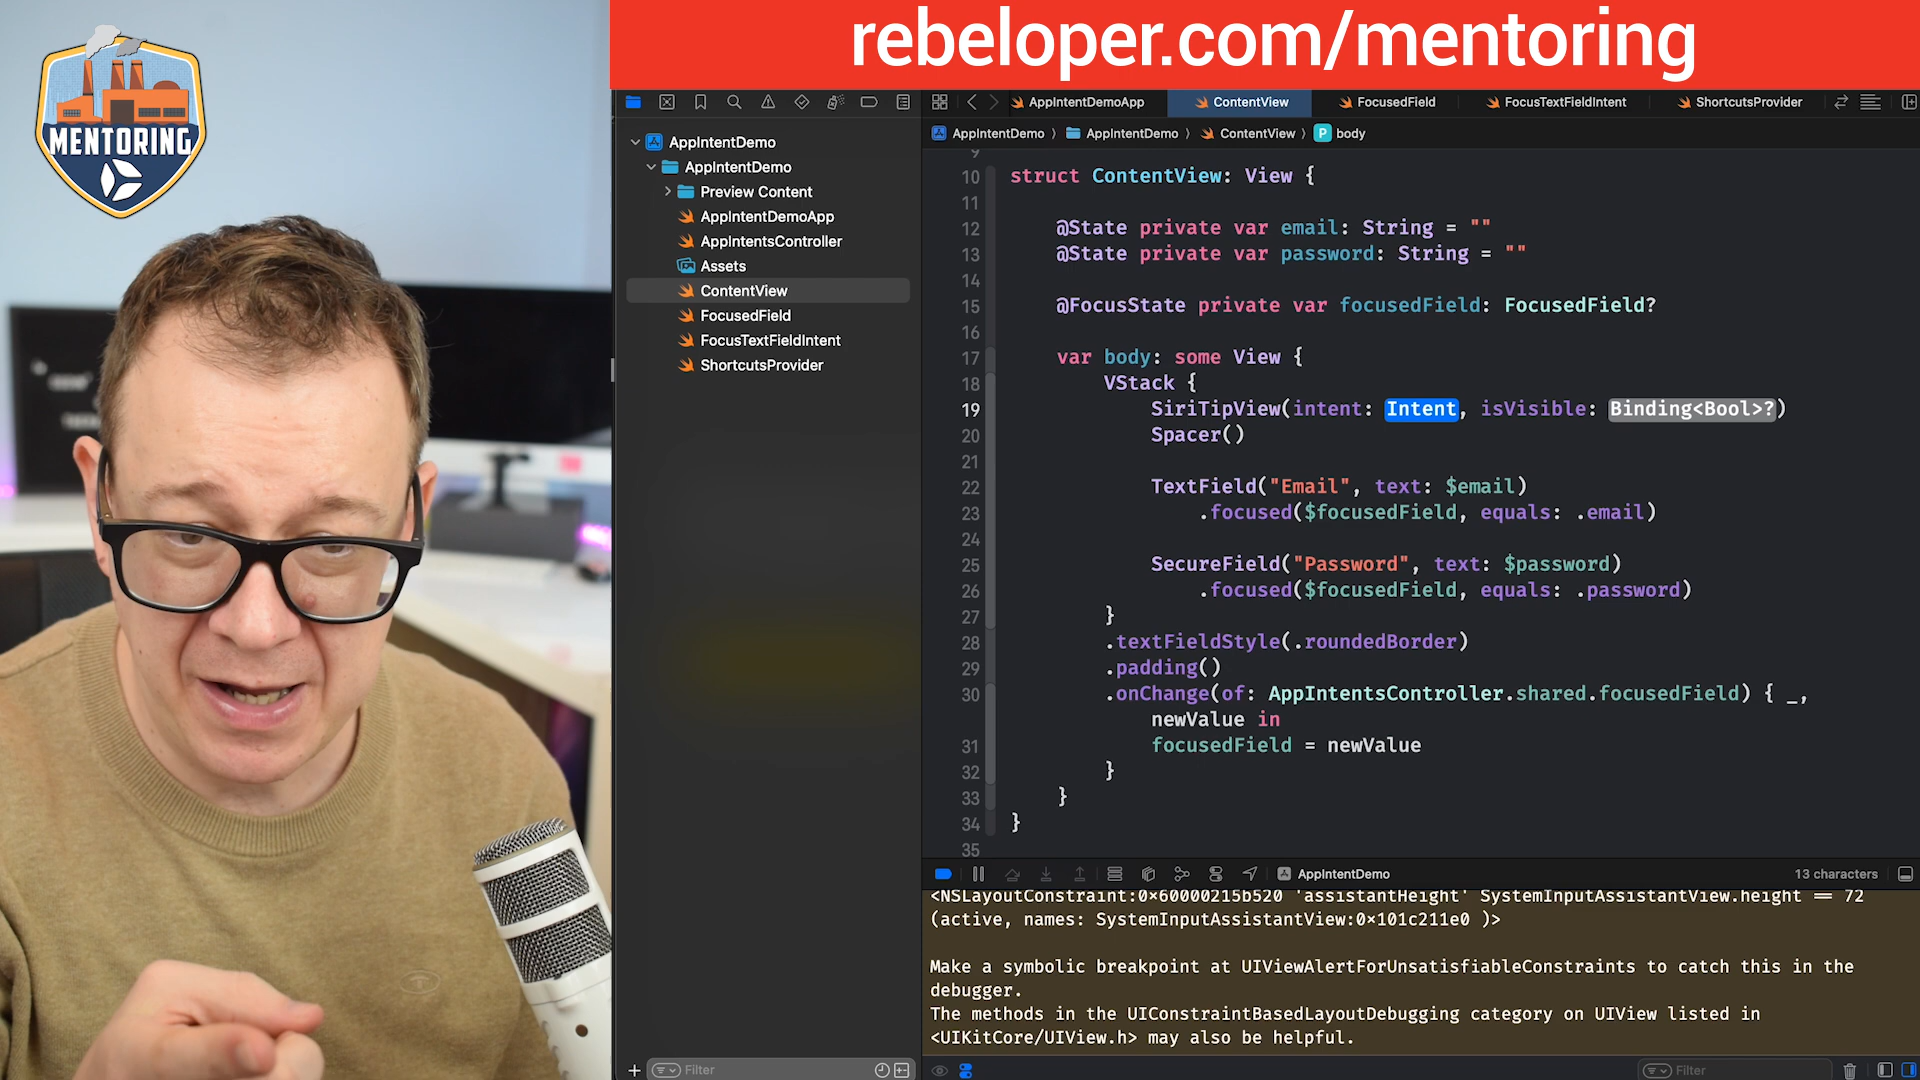 rebeloper.com/mentoring
MENTORING
AppIntentDemoApp
ContentView
FocusedField
FocusTextFieldIntent
ShortcutsProvider
AppIntentDemo
AppIntentDemo
ContentView
P body
AppIntentDemo
AppIntentDemo
Preview Content
AppIntentDemoApp
AppIntentsController
Assets
ContentView
FocusedField
FocusTextFieldIntent
ShortcutsProvider
Filter
9
10 struct ContentView: View {
11
12 @State private var email: String = ""
13 @State private var password: String = ""
14
15 @FocusState private var focusedField: FocusedField?
16
17 var body: some View {
18 VStack {
19 SiriTipView(intent: Intent, isVisible: Binding<Bool>?)
20 Spacer()
21
22 TextField("Email", text: $email)
23 .focused($focusedField, equals: .email)
24
25 SecureField("Password", text: $password)
26 .focused($focusedField, equals: .password)
27 }
28 .textFieldStyle(.roundedBorder)
29 .padding()
30 .onChange(of: AppIntentsController.shared.focusedField) { _,
newValue in
31 focusedField = newValue
32 }
33 }
34 }
35
AppIntentDemo
13 characters
<NSLayoutConstraint:0x60000215b520 'assistantHeight' SystemInputAssistantView.height == 72
(active, names: SystemInputAssistantView:0x101c211e0 )>
Make a symbolic breakpoint at UIViewAlertForUnsatisfiableConstraints to catch this in the
debugger.
The methods in the UIConstraintBasedLayoutDebugging category on UIView listed in
<UIKitCore/UIView.h> may also be helpful.
Filter